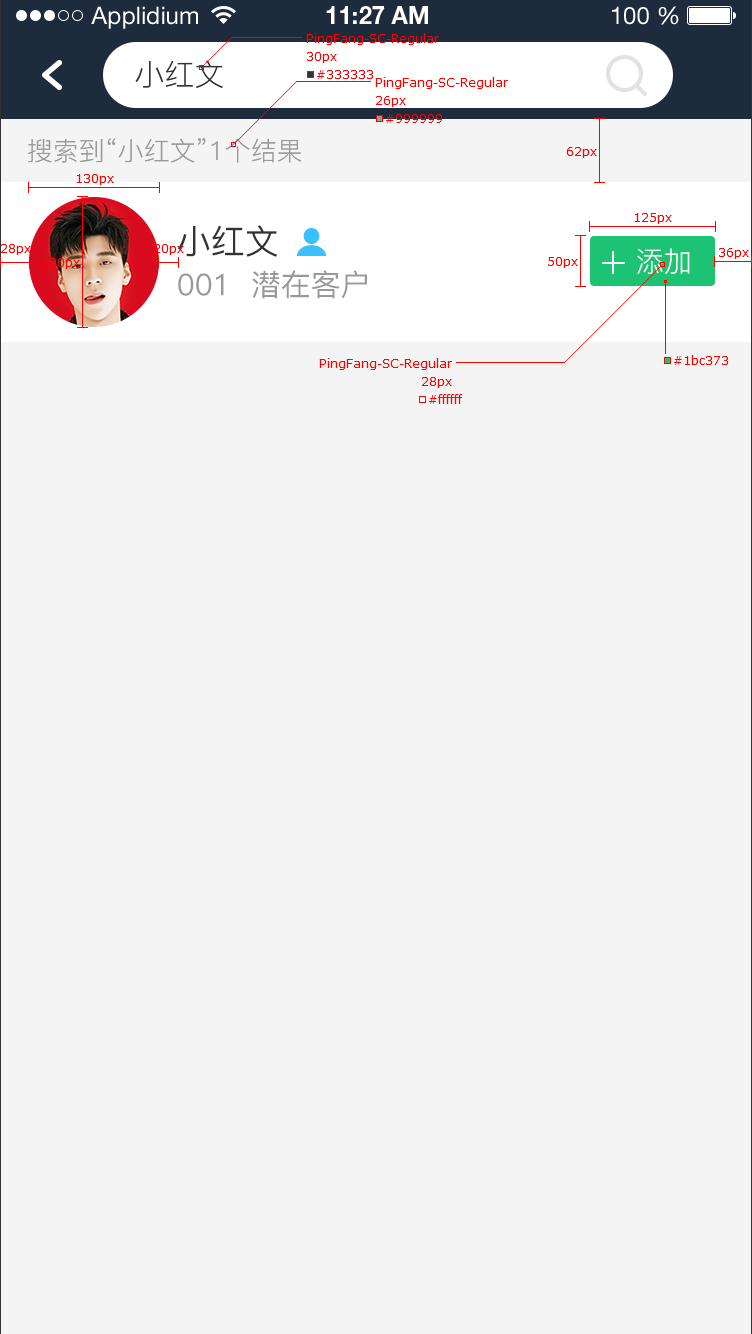 Applidium 11:27 AM 100 %
PingFang-SC-Regular
30px
#333333
小红文
PingFang-SC-Regular
26px
#999999
搜索到“小红文”1个结果
62px
130px
28px
20px
小红文
001 潜在客户
125px
50px
36px
添加
PingFang-SC-Regular
28px
#ffffff
#1bc373